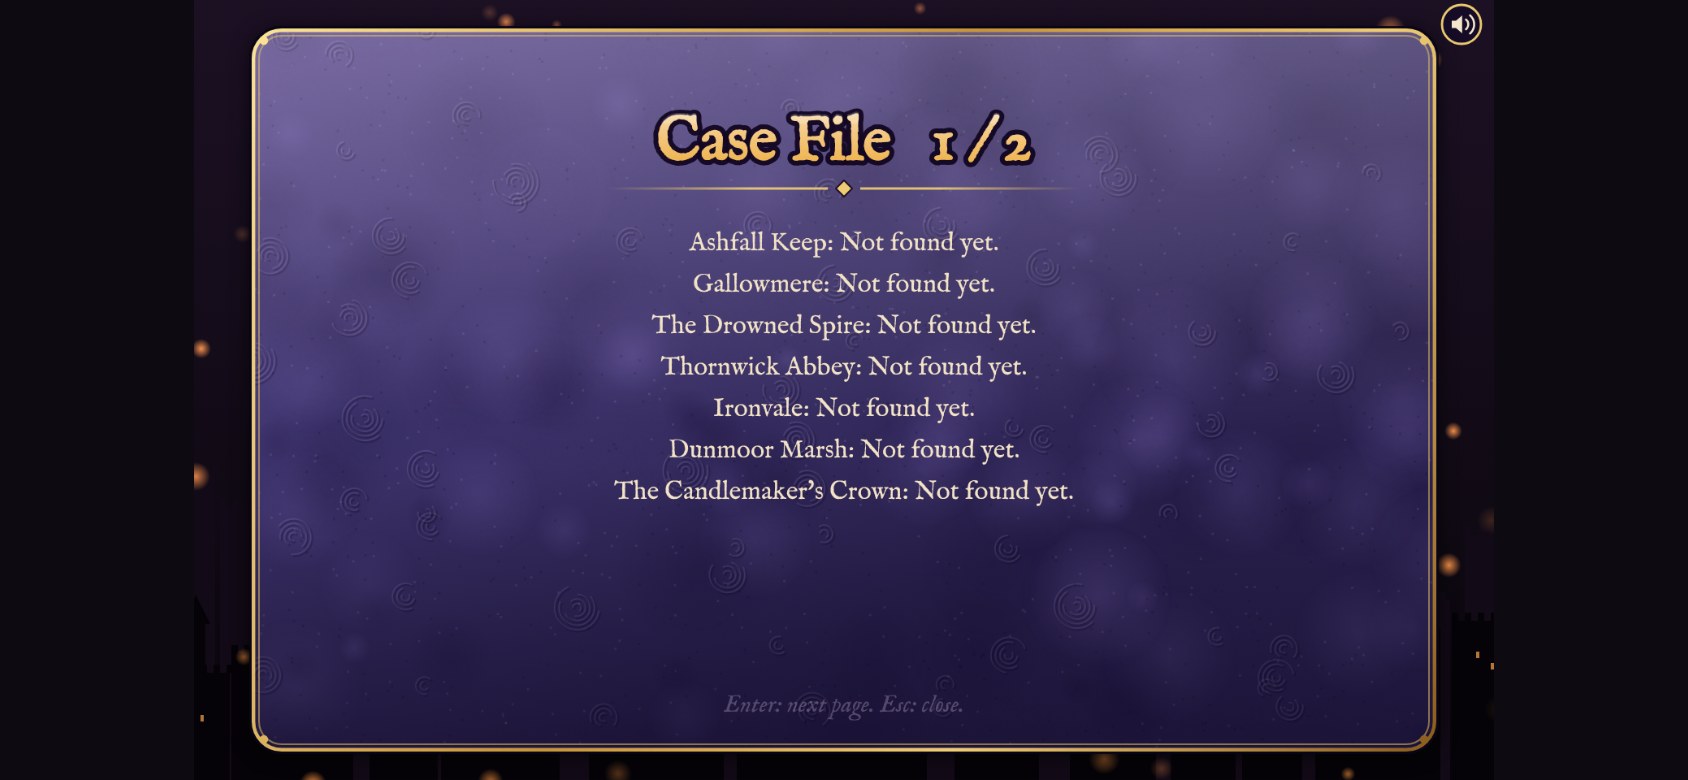 Case File 1/2
Ashfall Keep: Not found yet.
Gallowmere: Not found yet.
The Drowned Spire: Not found yet.
Thornwick Abbey: Not found yet.
Ironvale: Not found yet.
Dunmoor Marsh: Not found yet.
The Candlemaker’s Crown: Not found yet.
Enter: next page. Esc: close.